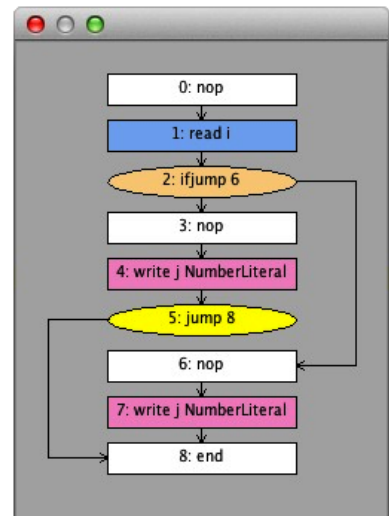 0: nop
1: read i
2: ifjump 6
3: nop
4: write j NumberLiteral
5: jump 8
6: nop
7: write j NumberLiteral
8: end